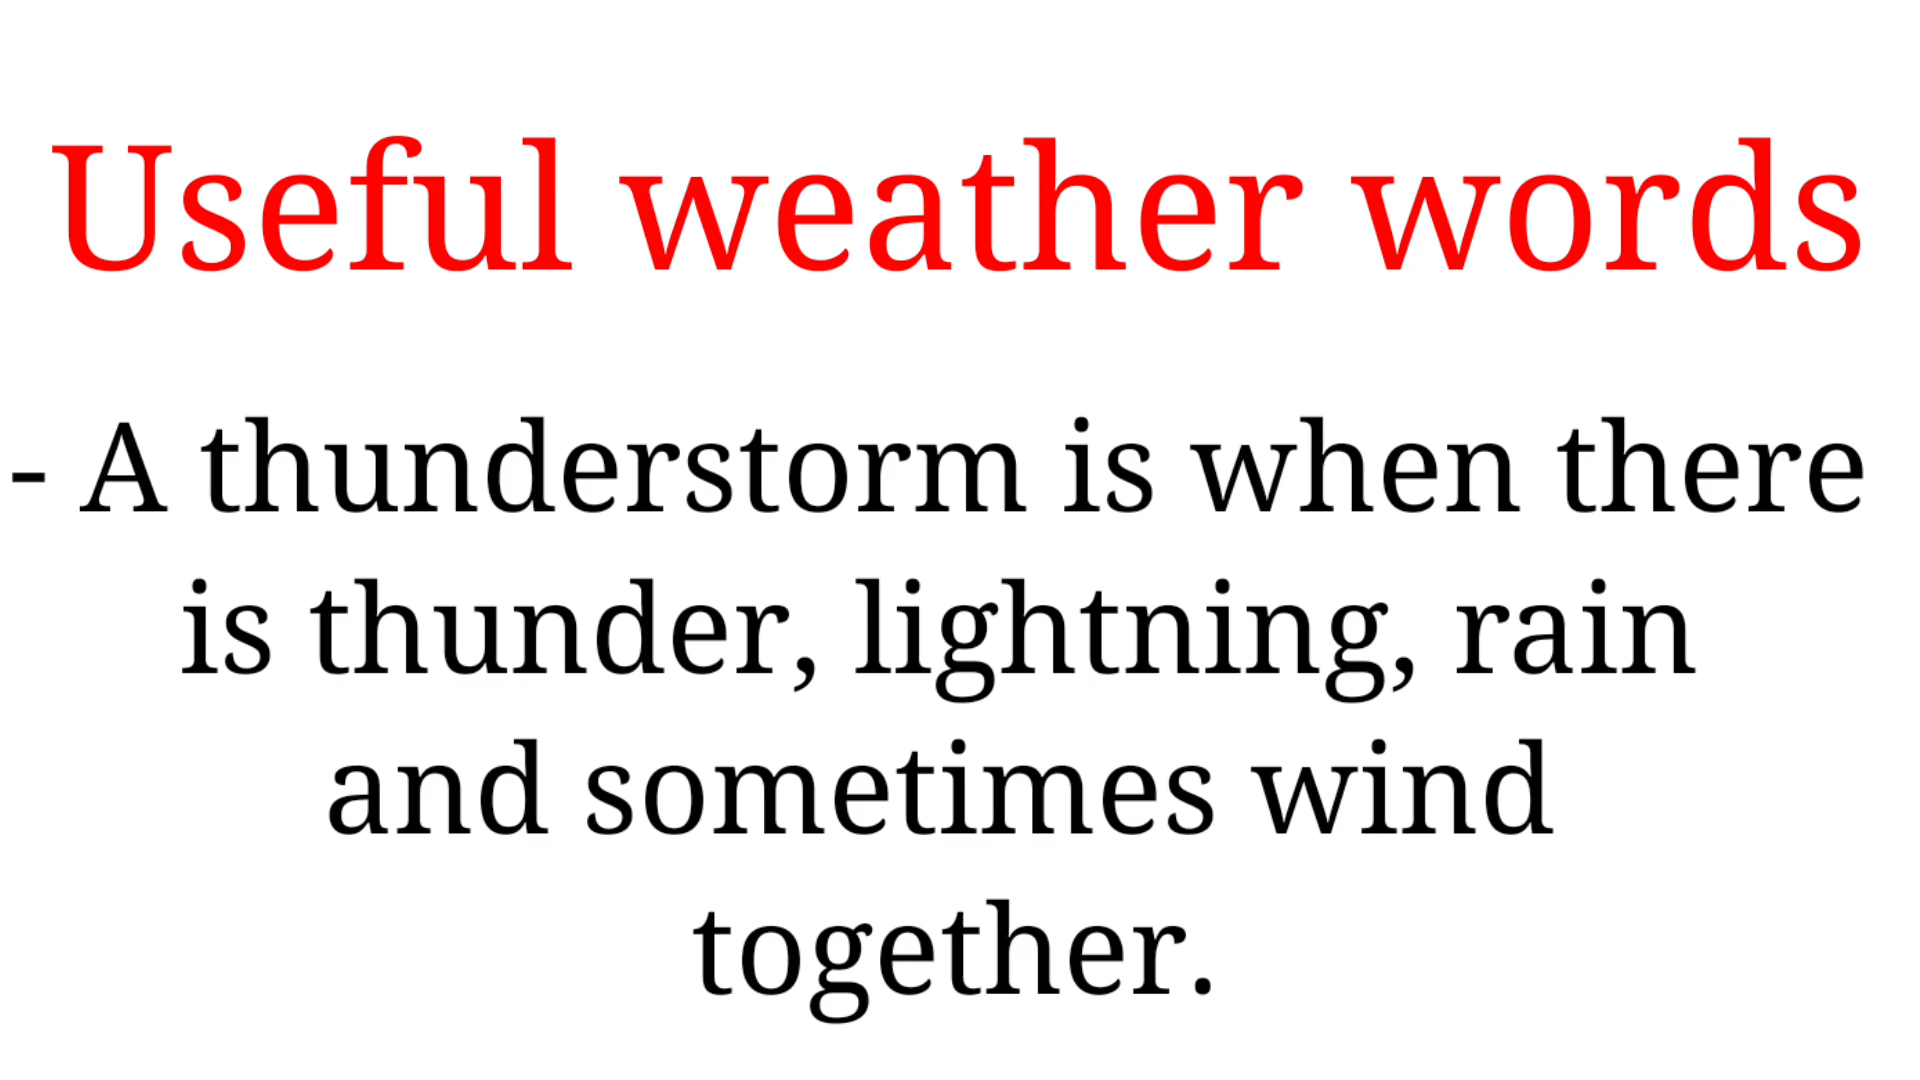 Useful weather words
- A thunderstorm is when there
is thunder, lightning, rain
and sometimes wind
together.